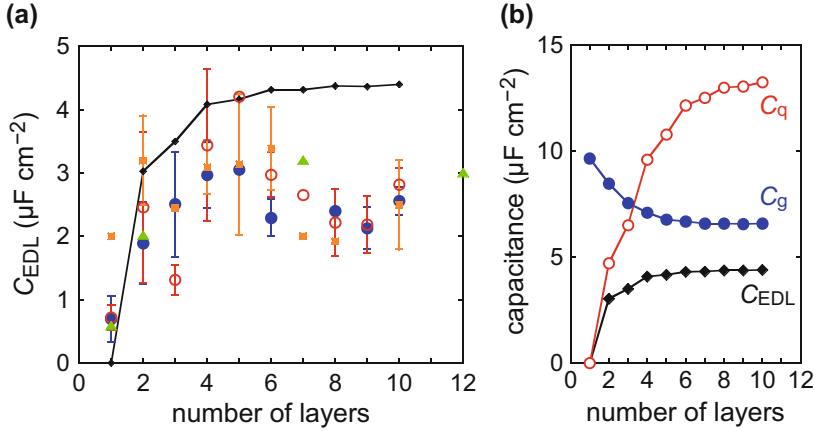 (a)
5
4
3
2
1
0
0 2 4 6 8 10 12
C_EDL (µF cm⁻²)
number of layers
(b)
15
10
5
0
0 2 4 6 8 10 12
capacitance (µF cm⁻²)
number of layers
C_q
C_g
C_EDL